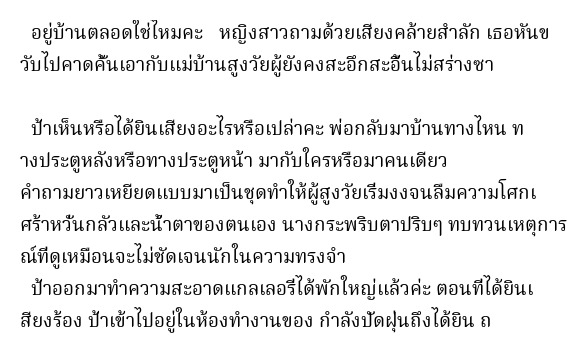 อยู่บ้านตลอดใช่ไหมคะ   หญิงสาวถามด้วยเสียงคล้ายสำลัก เธอหันข
วับไปคาดคั้นเอากับแม่บ้านสูงวัยผู้ยังคงสะอึกสะอื้นไม่สร่างซา
ป้าเห็นหรือได้ยินเสียงอะไรหรือเปล่าคะ พ่อกลับมาบ้านทางไหน ท
างประตูหลังหรือทางประตูหน้า มากับใครหรือมาคนเดียว
คำถามยาวเหยียดแบบมาเป็นชุดทำให้ผู้สูงวัยเริ่มงงจนลืมความโศกเ
ศร้าหวั่นกลัวและน้ำตาของตนเอง นางกระพริบตาปริบๆ ทบทวนเหตุการ
ณ์ที่ดูเหมือนจะไม่ชัดเจนนักในความทรงจำ
ป้าออกมาทำความสะอาดแกลเลอรีได้พักใหญ่แล้วค่ะ ตอนที่ได้ยินเ
สียงร้อง ป้าเข้าไปอยู่ในห้องทำงานของ กำลังปัดฝุ่นถึงได้ยิน ถ